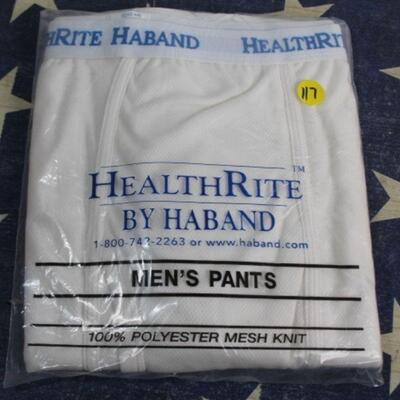 HRITE HABAND HEALTHRITE
117
HEALTHRITE™
BY HABAND
1-800-742-2263 or www.haband.com
MEN'S PANTS
100% POLYESTER MESH KNIT